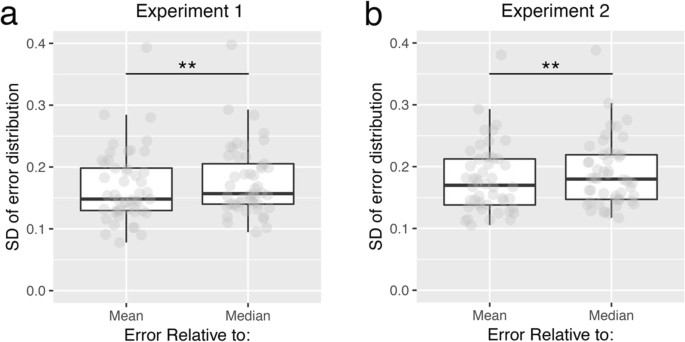 a
Experiment 1
SD of error distribution
0.4
0.3
0.2
0.1
0.0
**
Mean
Median
Error Relative to:
b
Experiment 2
SD of error distribution
0.4
0.3
0.2
0.1
0.0
**
Mean
Median
Error Relative to: